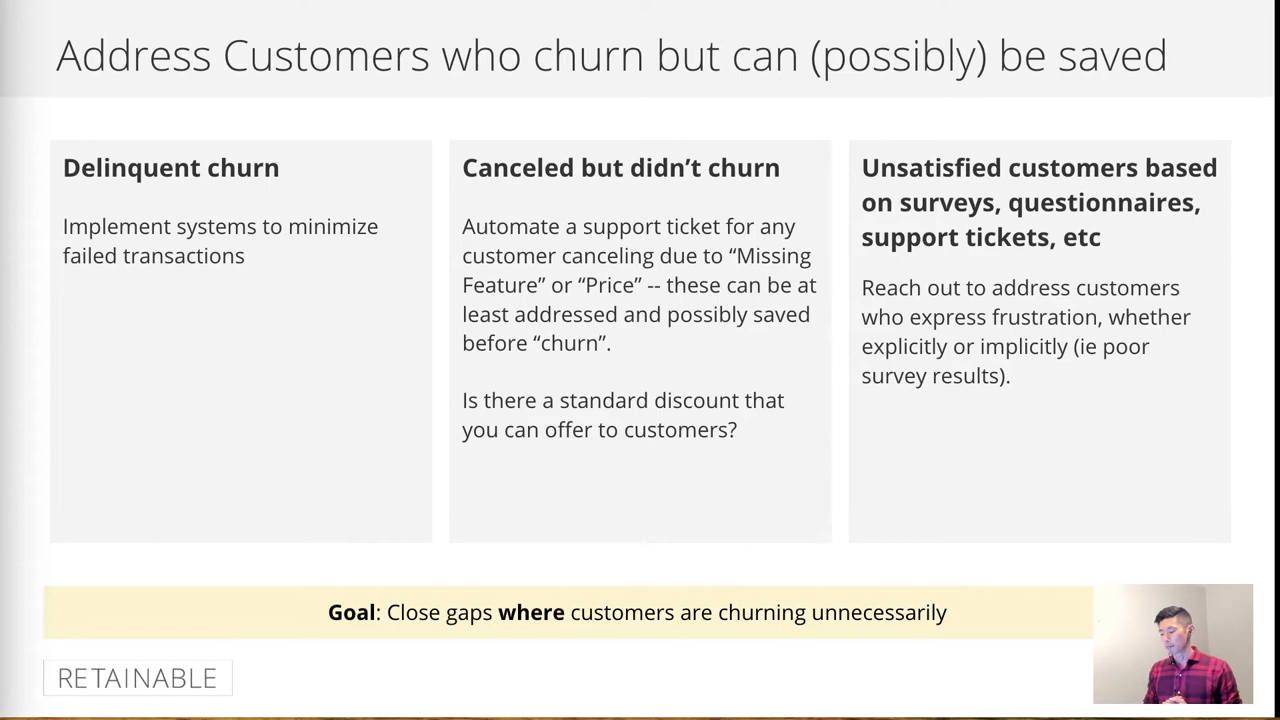 Address Customers who churn but can (possibly) be saved
Delinquent churn
Implement systems to minimize
failed transactions
Canceled but didn’t churn
Automate a support ticket for any
customer canceling due to “Missing
Feature” or “Price” -- these can be at
least addressed and possibly saved
before “churn”.
Is there a standard discount that
you can offer to customers?
Unsatisfied customers based
on surveys, questionnaires,
support tickets, etc
Reach out to address customers
who express frustration, whether
explicitly or implicitly (ie poor
survey results).
Goal: Close gaps where customers are churning unnecessarily
RETAINABLE